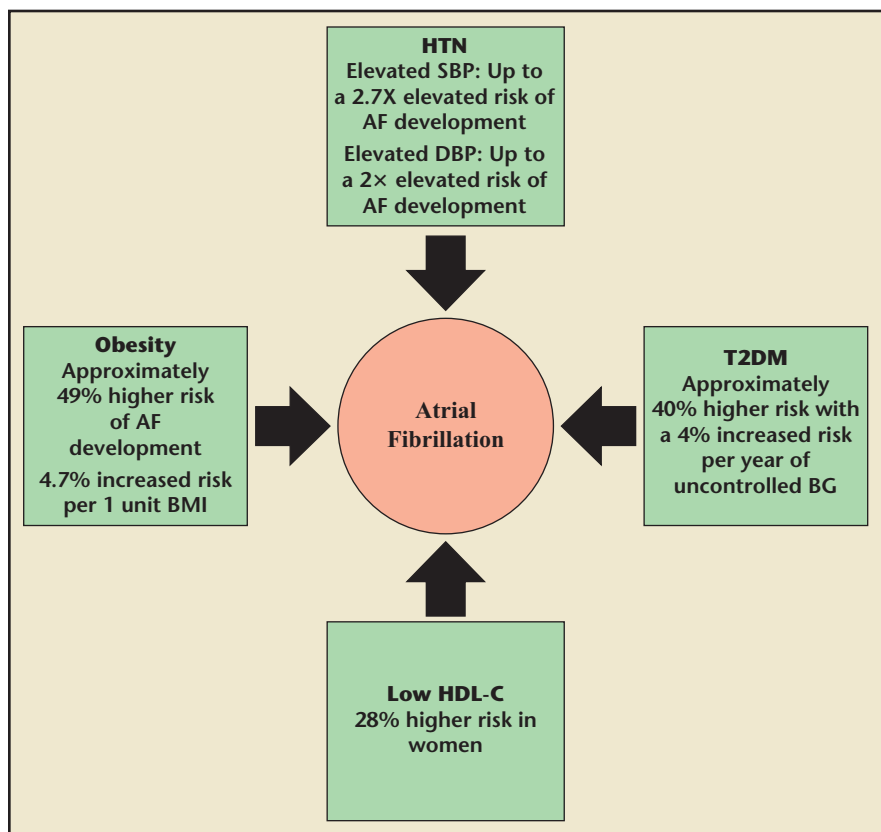 HTN
Elevated SBP: Up to
a 2.7X elevated risk of
AF development
Elevated DBP: Up to
a 2× elevated risk of
AF development
Obesity
Approximately
49% higher risk
of AF
development
4.7% increased risk
per 1 unit BMI
Atrial
Fibrillation
T2DM
Approximately
40% higher risk with
a 4% increased risk
per year of
uncontrolled BG
Low HDL-C
28% higher risk in
women